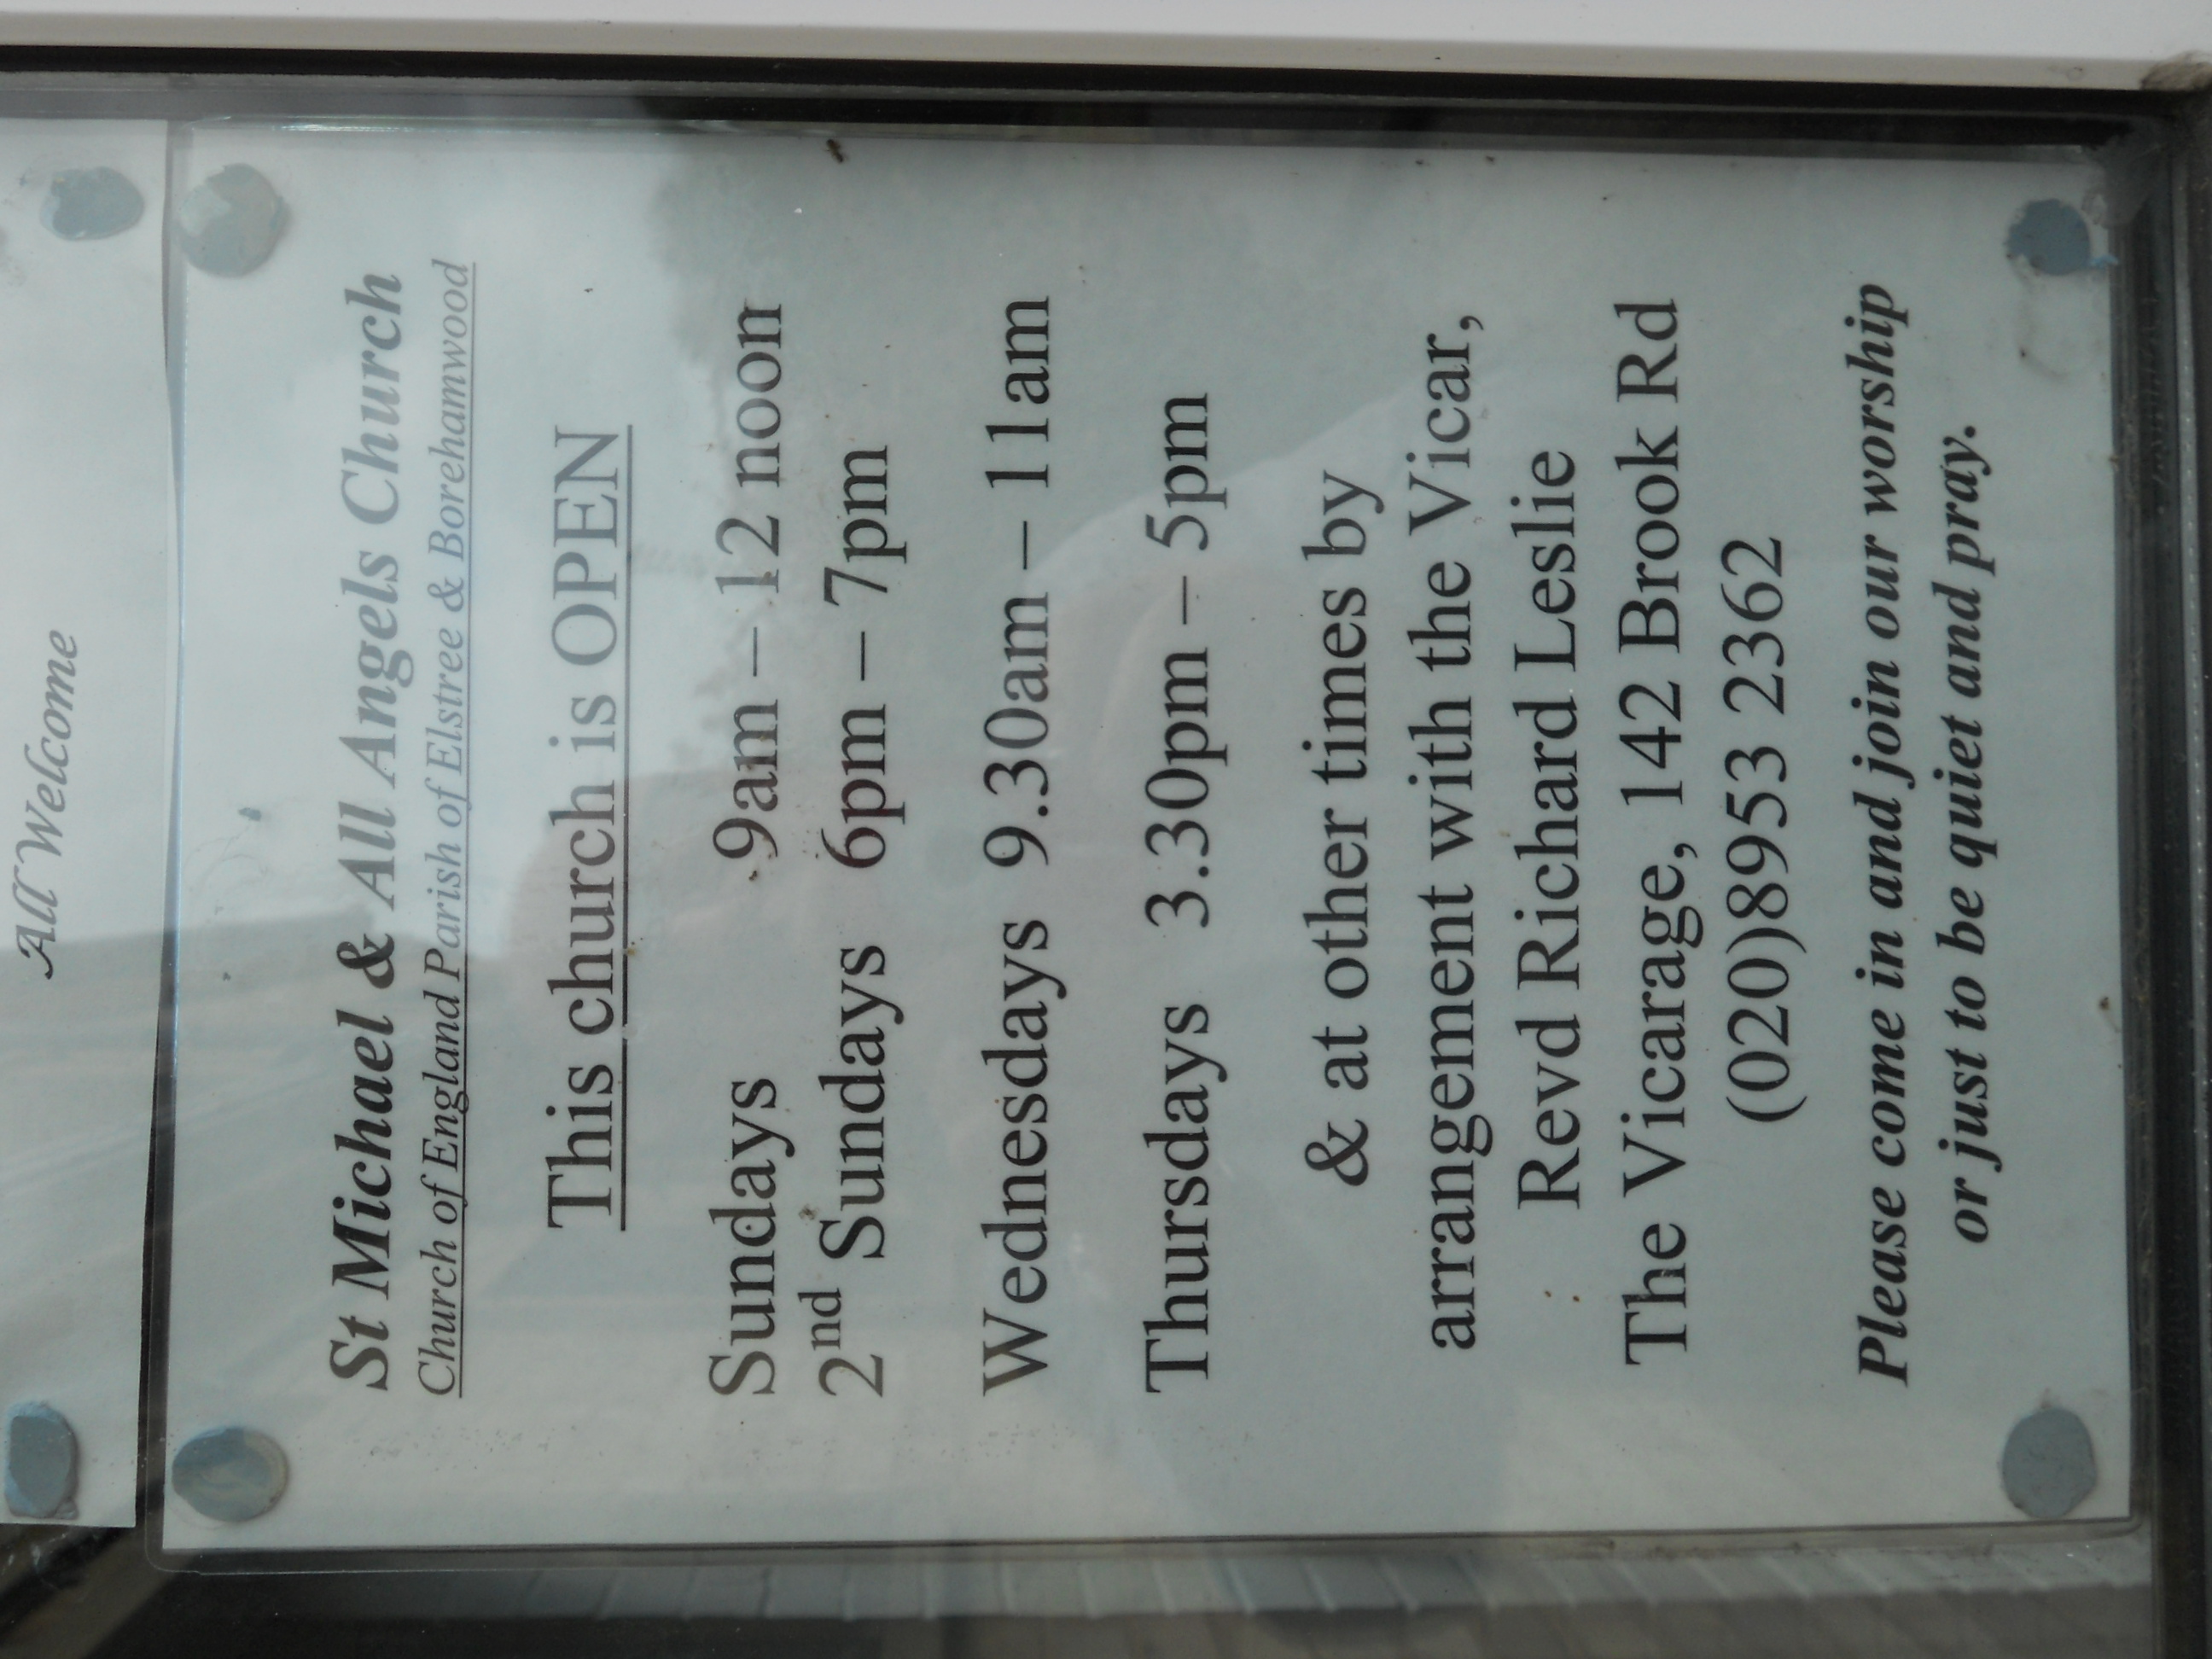 All Welcome
St Michael & All Angels Church
Church of England Parish of Elstree & Borehamwood
This church is OPEN
Sundays 9am – 12 noon
2nd Sundays 6pm – 7pm
Wednesdays 9.30am – 11am
Thursdays 3.30pm – 5pm
& at other times by
arrangement with the Vicar,
Revd Richard Leslie
The Vicarage, 142 Brook Rd
(020)8953 2362
Please come in and join our worship
or just to be quiet and pray.